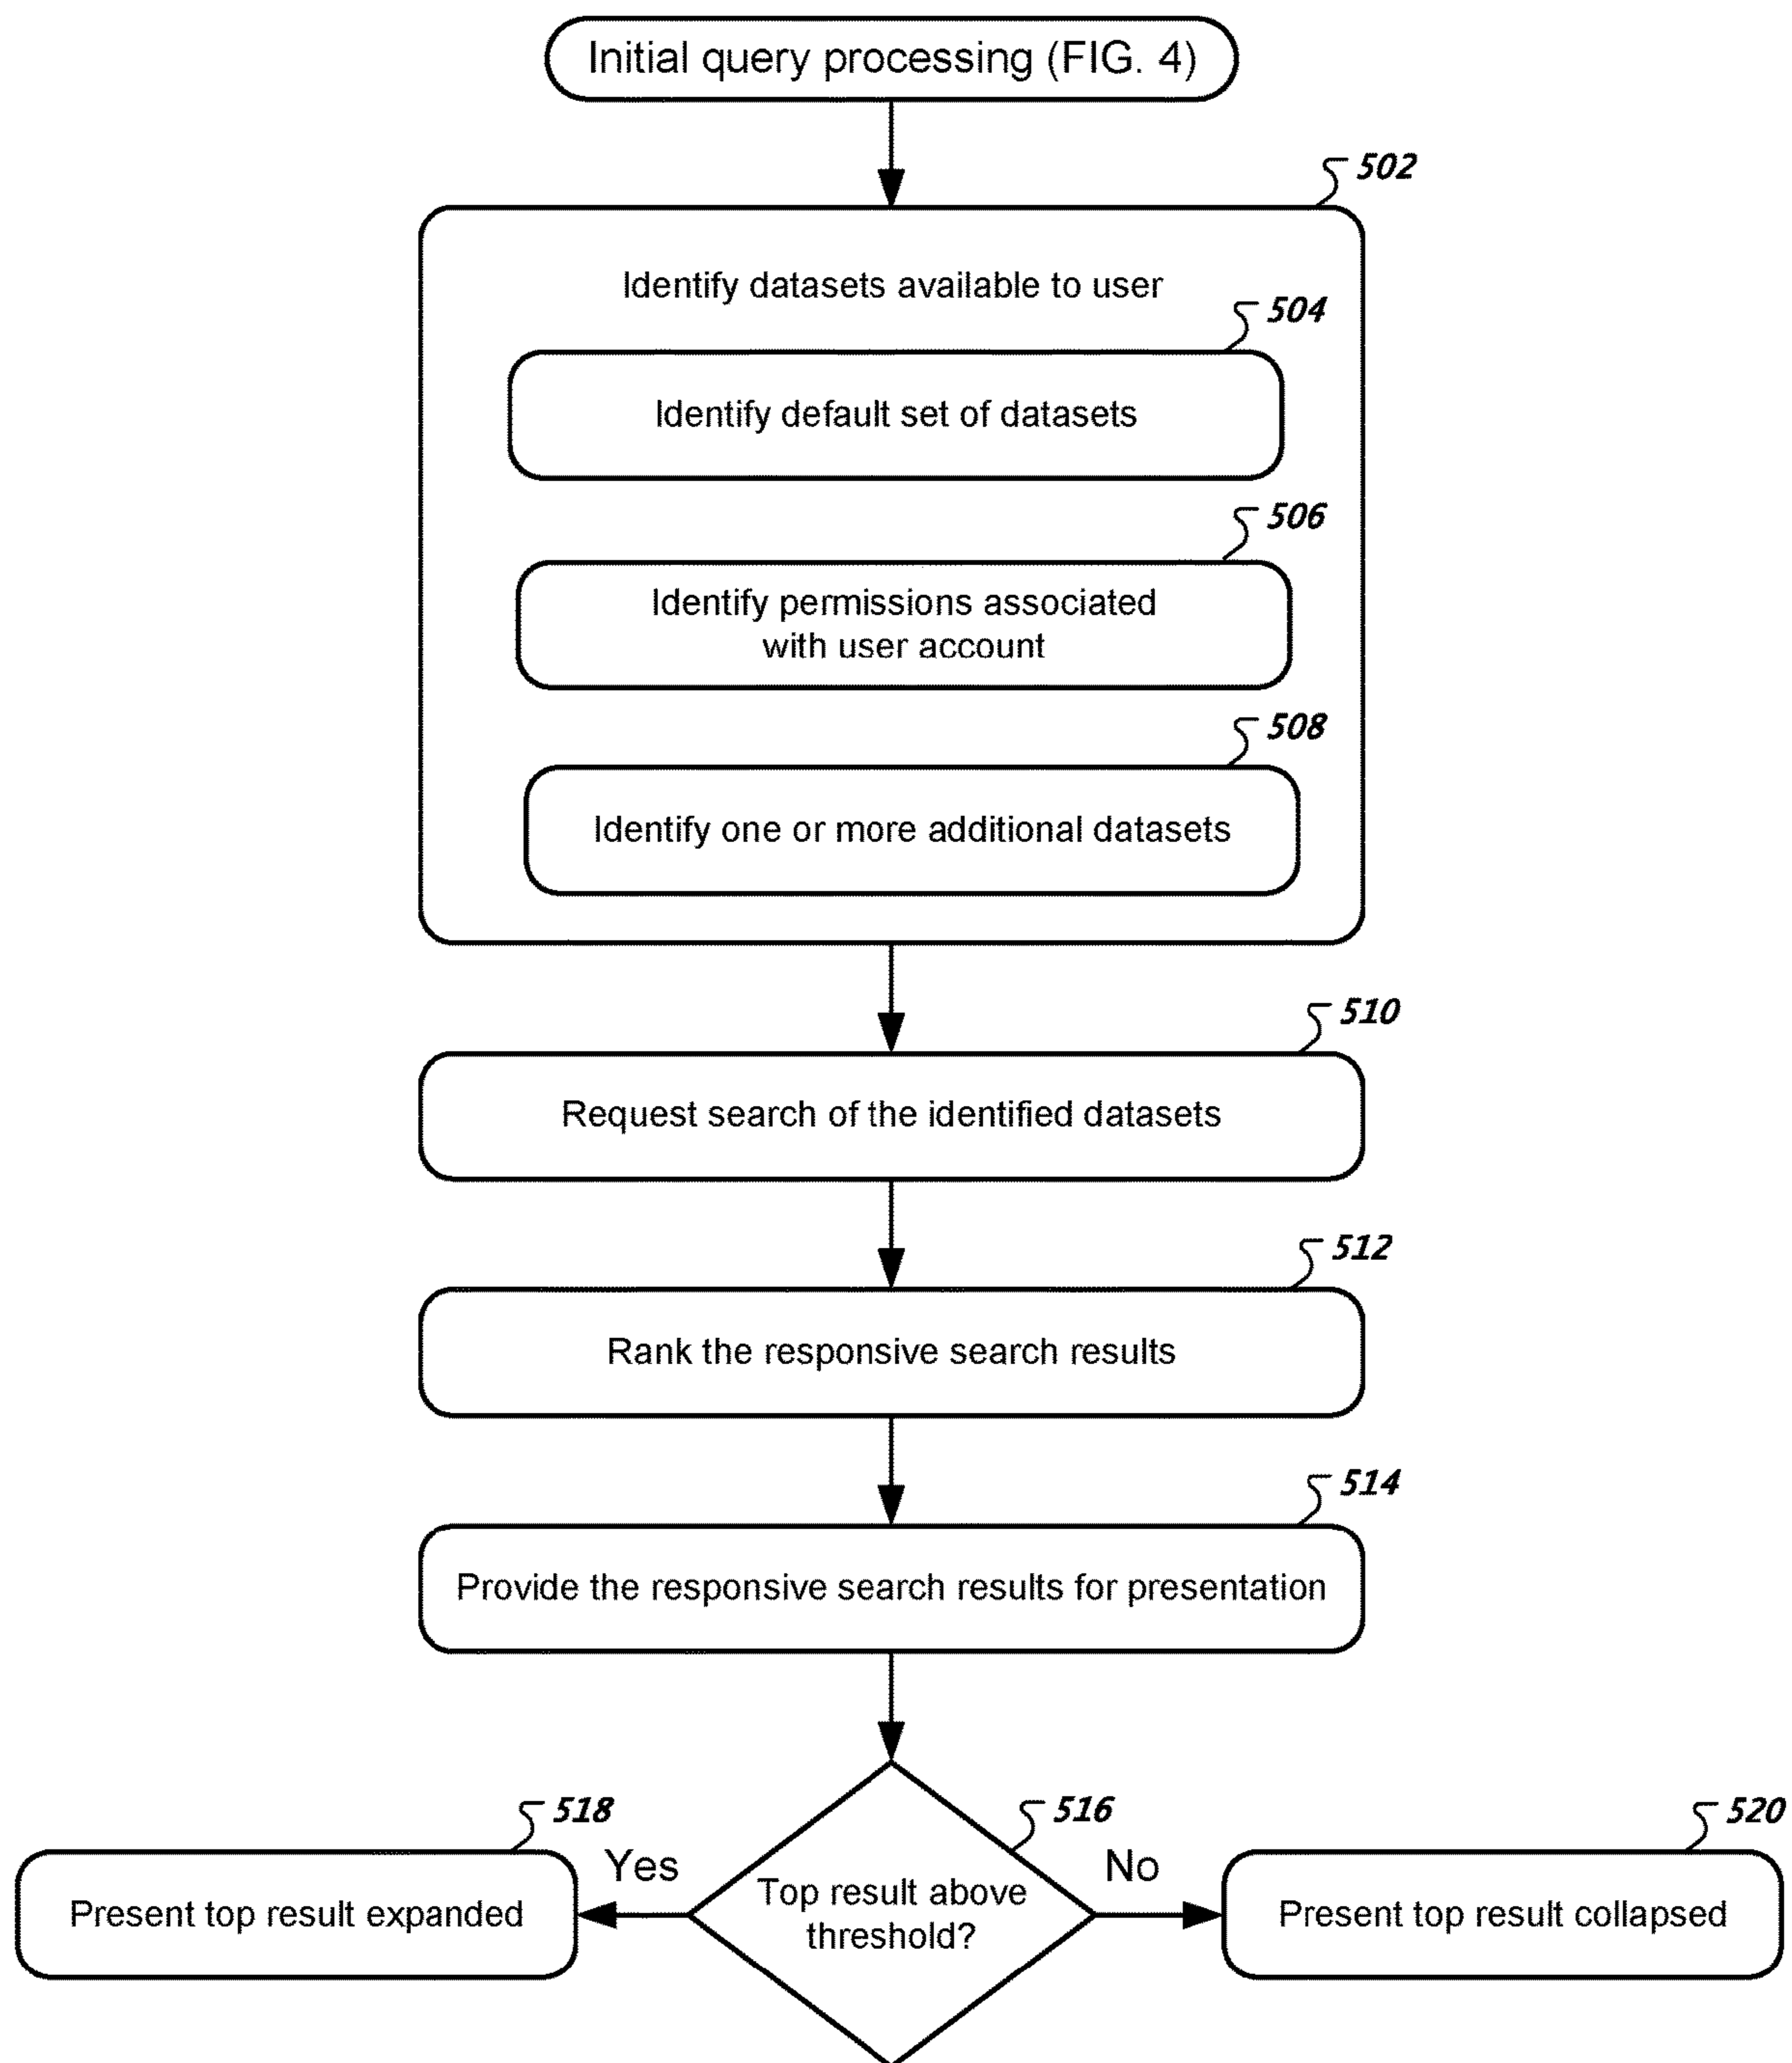 Initial query processing (FIG. 4)
502
Identify datasets available to user
504
Identify default set of datasets
506
Identify permissions associated
with user account
508
Identify one or more additional datasets
510
Request search of the identified datasets
512
Rank the responsive search results
514
Provide the responsive search results for presentation
518
Present top result expanded
Yes
516
Top result above
threshold?
No
520
Present top result collapsed